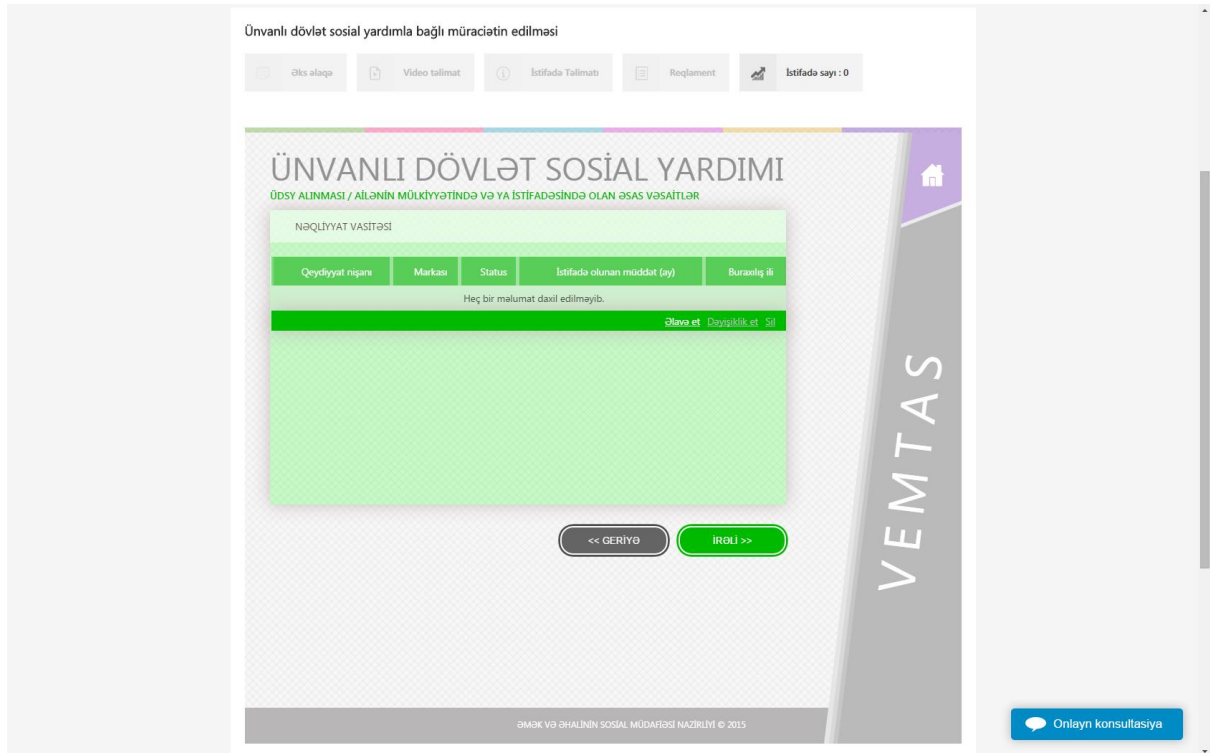 Ünvanlı dövlət sosial yardımla bağlı müraciətin edilməsi
Əks əlaqə Video təlimat İstifadə Təlimatı Reqlament İstifadə sayı : 0
ÜNVANLI DÖVLƏT SOSİAL YARDIMI
ÜDSY ALINMASI / AİLƏNİN MÜLKİYYƏTİNDƏ VƏ YA İSTİFADƏSİNDƏ OLAN ƏSAS VƏSAİTLƏR
NƏQLİYYAT VASİTƏSİ
Qeydiyyat nişanı Markası Status İstifadə olunan müddət (ay) Buraxılış ili
Heç bir məlumat daxil edilməyib.
Əlavə et Dəyişiklik et Sil
<< GERİYƏ İRƏLİ >>
VEMTAS
ƏMƏK VƏ ƏHALİNİN SOSİAL MÜDAFİƏSİ NAZİRLİYİ © 2015
Onlayn konsultasiya